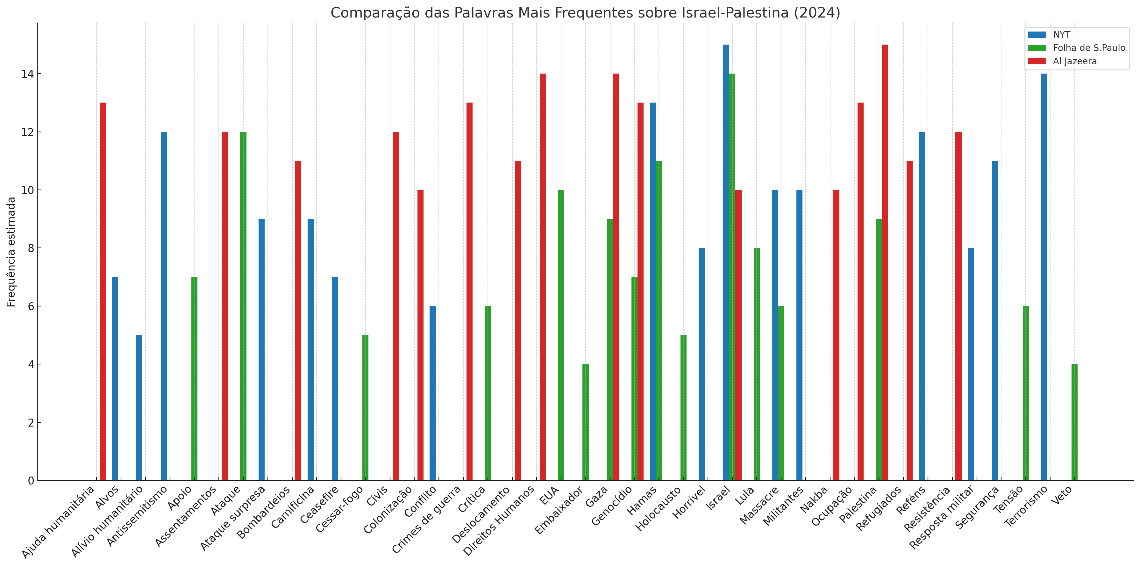 Comparação das Palavras Mais Frequentes sobre Israel-Palestina (2024)
NYT
Folha de S.Paulo
Al Jazeera
Frequência estimada
14
12
10
8
6
4
2
0
Ajuda humanitária
Alvos
Alívio humanitário
Antissemitismo
Apoio
Assentamentos
Ataque
Ataque surpresa
Bombardeios
Carnificina
Ceasefire
Cessar-fogo
Civis
Colonização
Conflito
Crimes de guerra
Crítica
Deslocamento
Direitos Humanos
EUA
Embaixador
Gaza
Genocídio
Hamas
Holocausto
Horrível
Israel
Lula
Massacre
Militantes
Nakba
Ocupação
Palestina
Refugiados
Reféns
Resistência
Resposta militar
Segurança
Tensão
Terrorismo
Veto